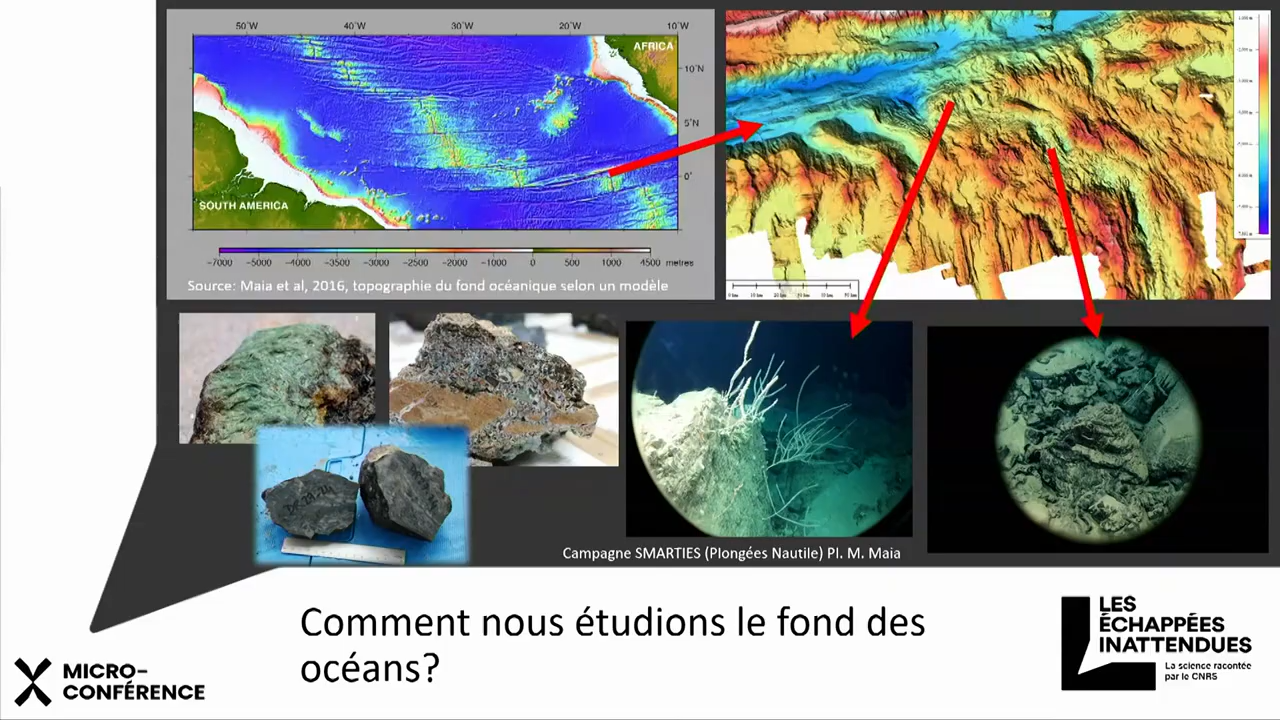 50°W 40°W 30°W 20°W 10°W
AFRICA
10°N
5°N
0°
SOUTH AMERICA
-7000 -5000 -4000 -3000 -2000 -1000 0 500 1000 4500 metres
Source: Maia et al, 2016, topographie du fond océanique selon un modèle
Campagne SMARTIES (Plongées Nautile) PI. M. Maia
Comment nous étudions le fond des
océans?
MICRO-
CONFÉRENCE
LES
ÉCHAPPÉES
INATTENDUES
La science racontée
par le CNRS